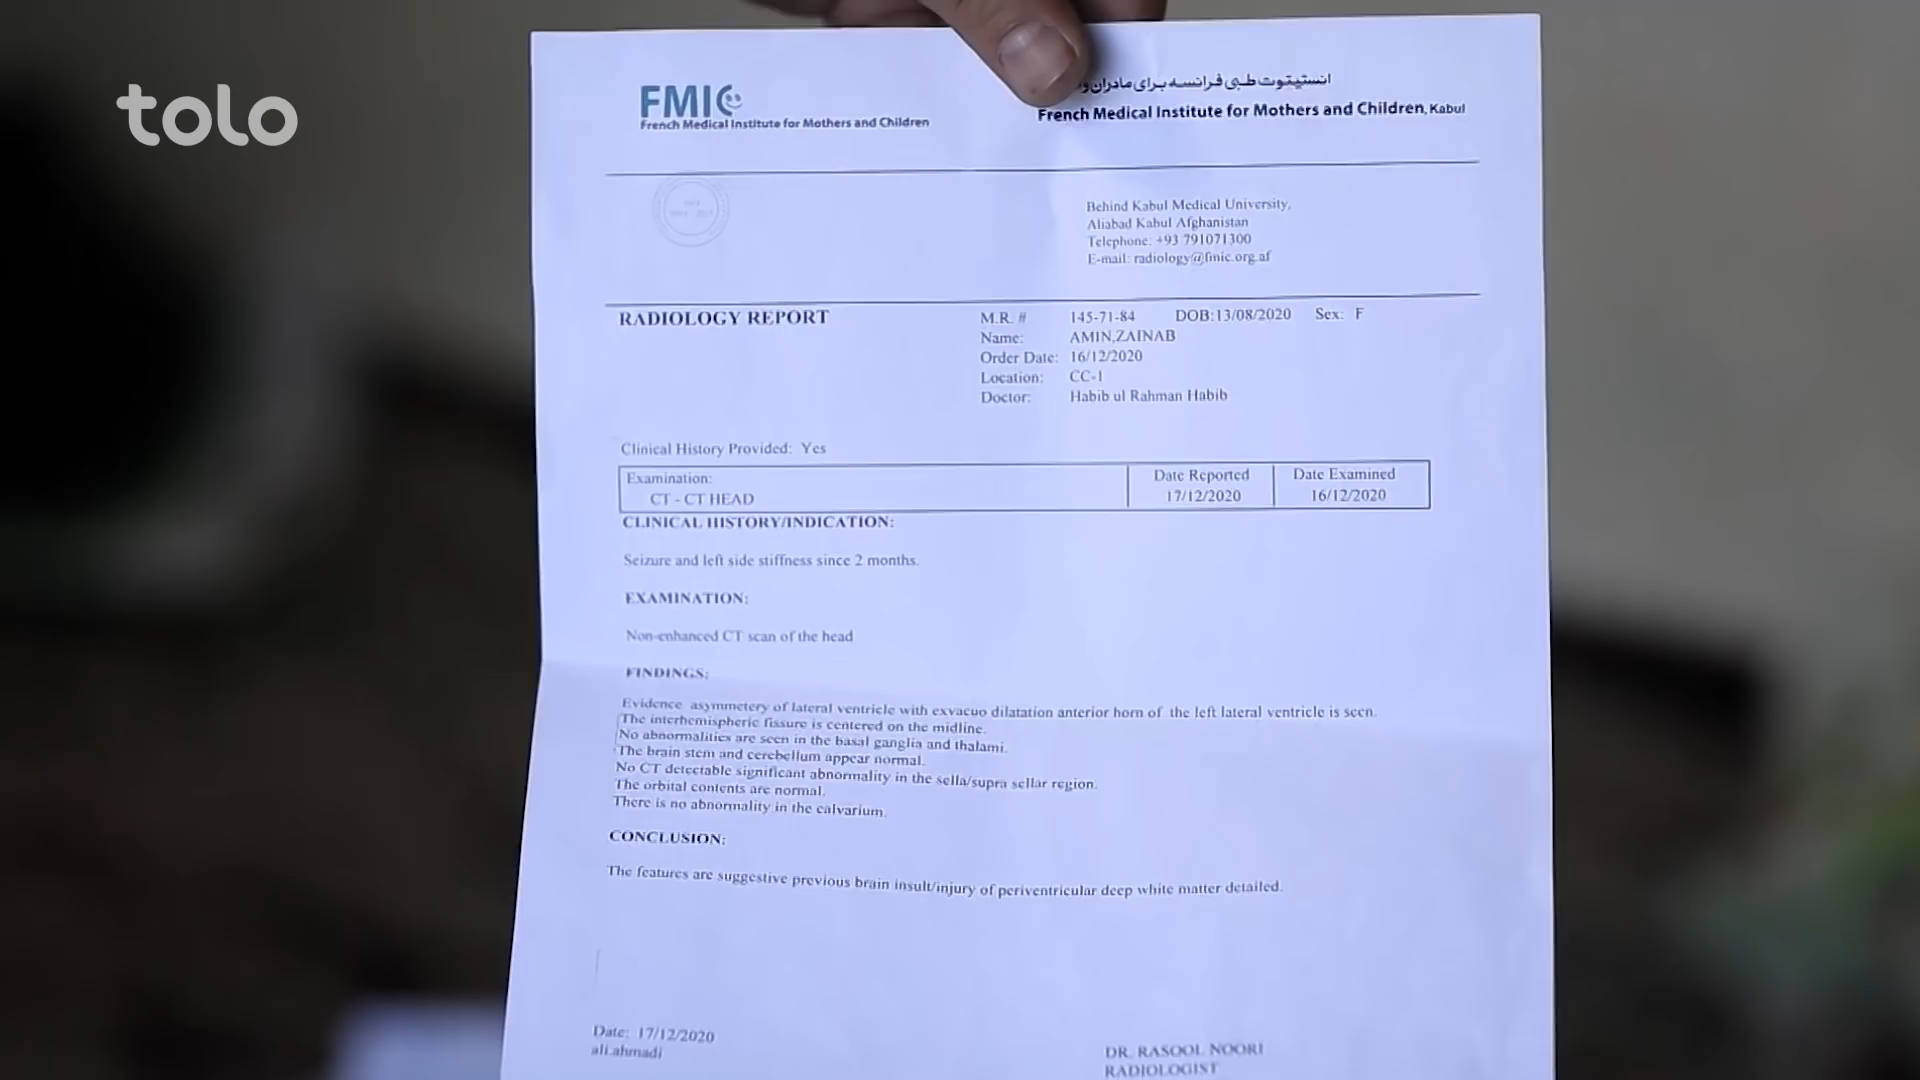 tolo
FMIC
French Medical Institute for Mothers and Children
انستیتوت طبی فرانسه برای مادران و
French Medical Institute for Mothers and Children, Kabul
Behind Kabul Medical University,
Aliabad Kabul Afghanistan
Telephone: +93 791071300
E-mail: radiology@fmic.org.af
RADIOLOGY REPORT
M.R. # 145-71-84 DOB:13/08/2020 Sex: F
Name: AMIN,ZAINAB
Order Date: 16/12/2020
Location: CC-1
Doctor: Habib ul Rahman Habib
Clinical History Provided: Yes
Examination: Date Reported Date Examined
CT - CT HEAD 17/12/2020 16/12/2020
CLINICAL HISTORY/INDICATION:
Seizure and left side stiffness since 2 months.
EXAMINATION:
Non-enhanced CT scan of the head
FINDINGS:
Evidence asymmetery of lateral ventricle with exvacuo dilatation anterior horn of the left lateral ventricle is seen.
The interhemispheric fissure is centered on the midline.
No abnormalities are seen in the basal ganglia and thalami.
The brain stem and cerebellum appear normal.
No CT detectable significant abnormality in the sella/supra sellar region.
The orbital contents are normal.
There is no abnormality in the calvarium.
CONCLUSION:
The features are suggestive previous brain insult/injury of periventricular deep white matter detailed.
Date: 17/12/2020
ali.ahmadi
DR. RASOOL NOORI
RADIOLOGIST